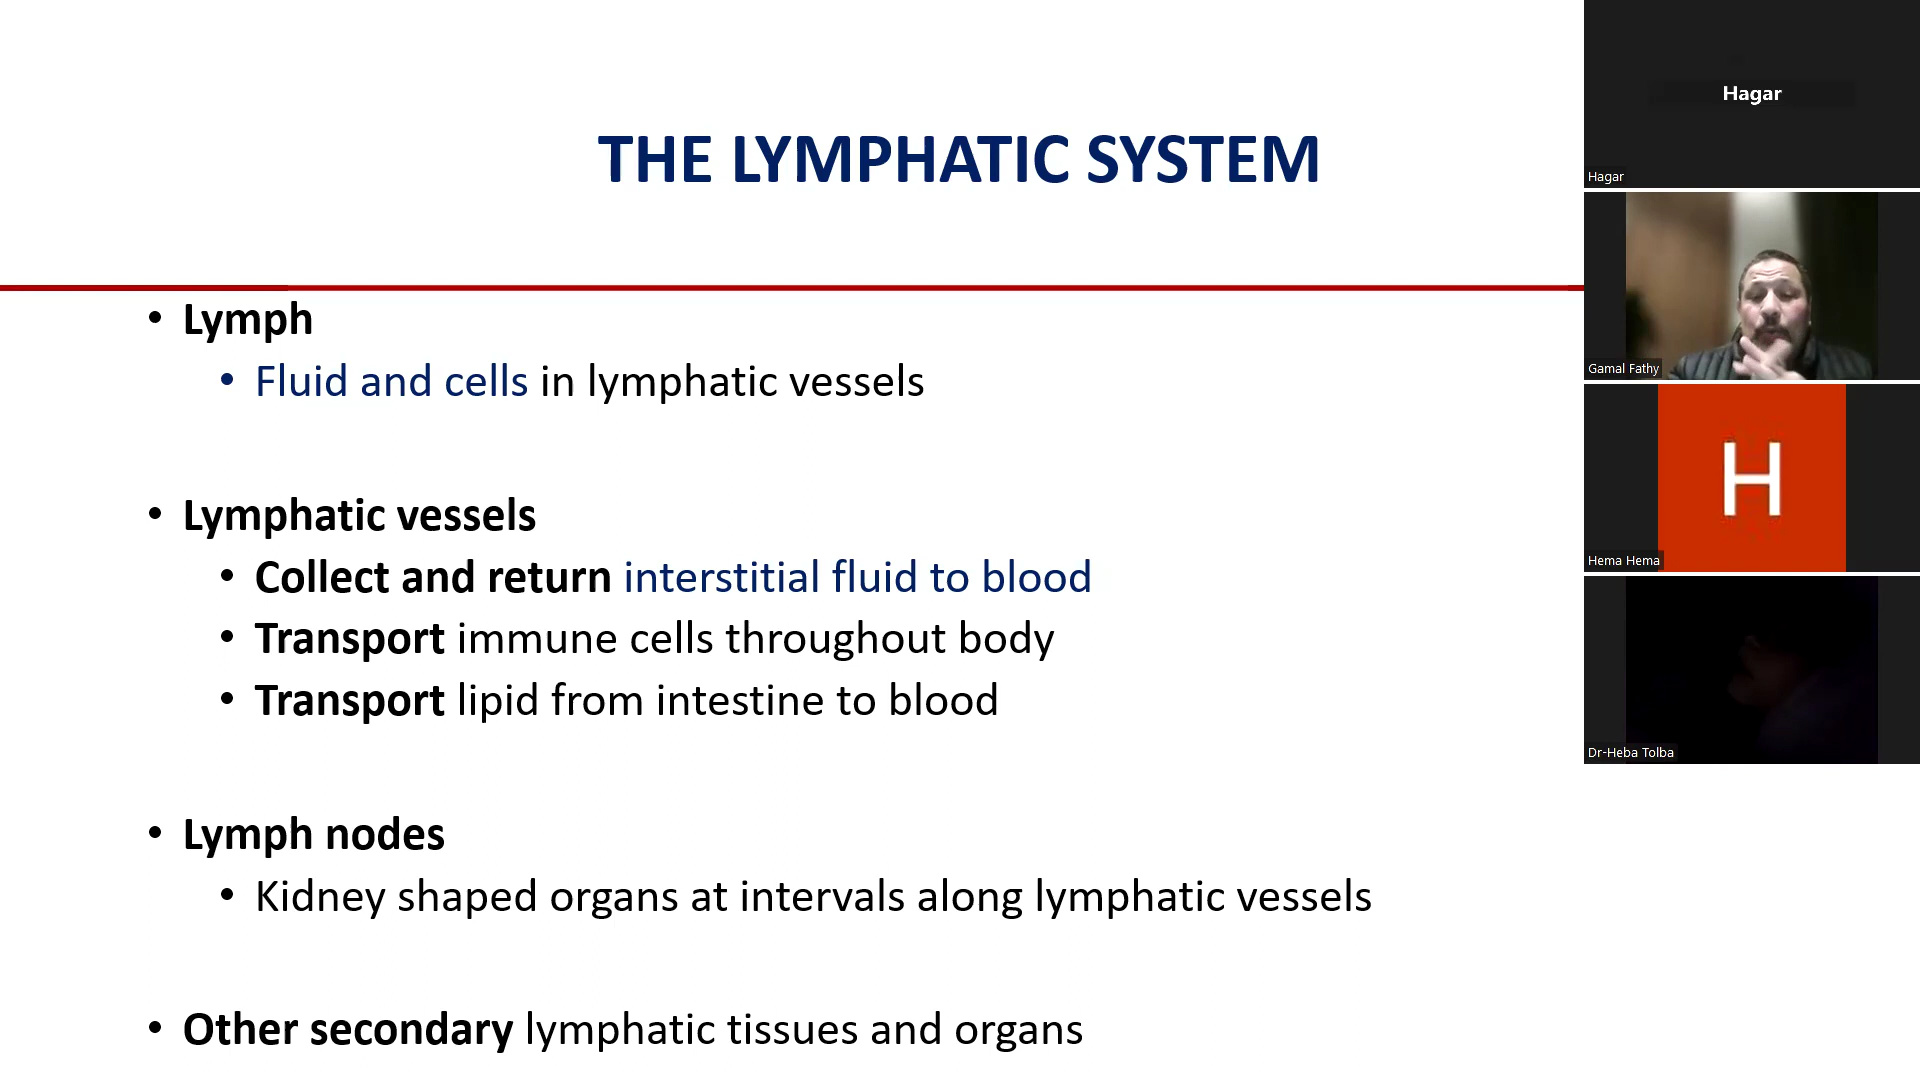 THE LYMPHATIC SYSTEM
• Lymph
• Fluid and cells in lymphatic vessels
• Lymphatic vessels
• Collect and return interstitial fluid to blood
• Transport immune cells throughout body
• Transport lipid from intestine to blood
• Lymph nodes
• Kidney shaped organs at intervals along lymphatic vessels
• Other secondary lymphatic tissues and organs
Hagar
Hagar
Gamal Fathy
H
Hema Hema
Dr-Heba Tolba